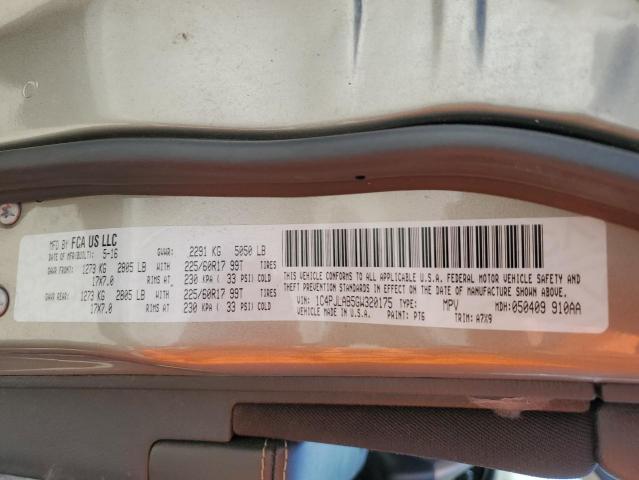 MFD BY FCA US LLC
DATE OF MFR/BUILT: 5-16 GVWR: 2291 KG 5050 LB
GAWR FRONT: 1273 KG 2805 LB WITH 225/60R17 99T TIRES
17X7.0 RIMS AT 230 KPA ( 33 PSI) COLD
GAWR REAR: 1273 KG 2805 LB WITH 225/60R17 99T TIRES
17X7.0 RIMS AT 230 KPA ( 33 PSI) COLD
THIS VEHICLE CONFORMS TO ALL APPLICABLE
U.S.A. FEDERAL MOTOR VEHICLE SAFETY AND
THEFT PREVENTION STANDARDS IN EFFECT ON THE DATE OF MANUFACTURE SHOWN ABOVE.
VIN: 1C4PJLAB5GW320175 TYPE: MPV MDH: 050409 910AA
VEHICLE MADE IN U.S.A. PAINT: PT6 TRIM: A7X9